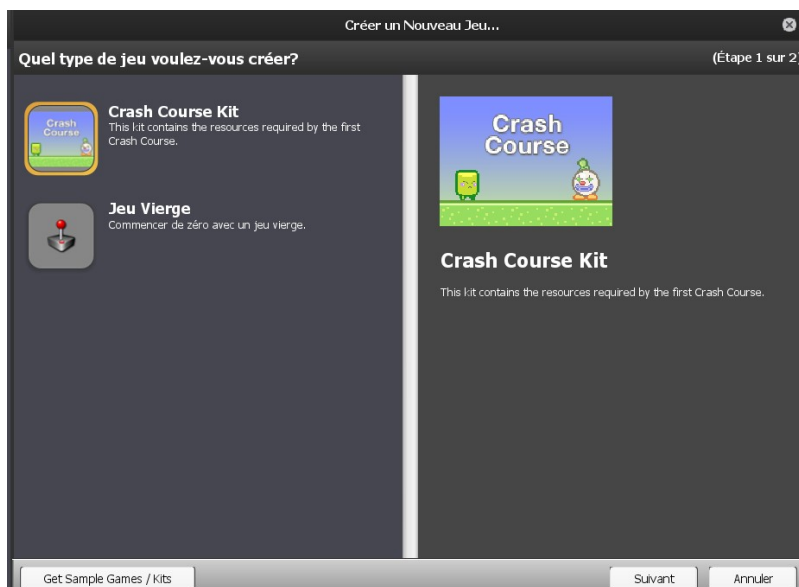 Créer un Nouveau Jeu...
Quel type de jeu voulez-vous créer?
(Étape 1 sur 2)
Crash
Course
Crash Course Kit
This kit contains the resources required by the first
Crash Course.
Jeu Vierge
Commencer de zéro avec un jeu vierge.
Crash
Course
Crash Course Kit
This kit contains the resources required by the first Crash Course.
Get Sample Games / Kits
Suivant
Annuler